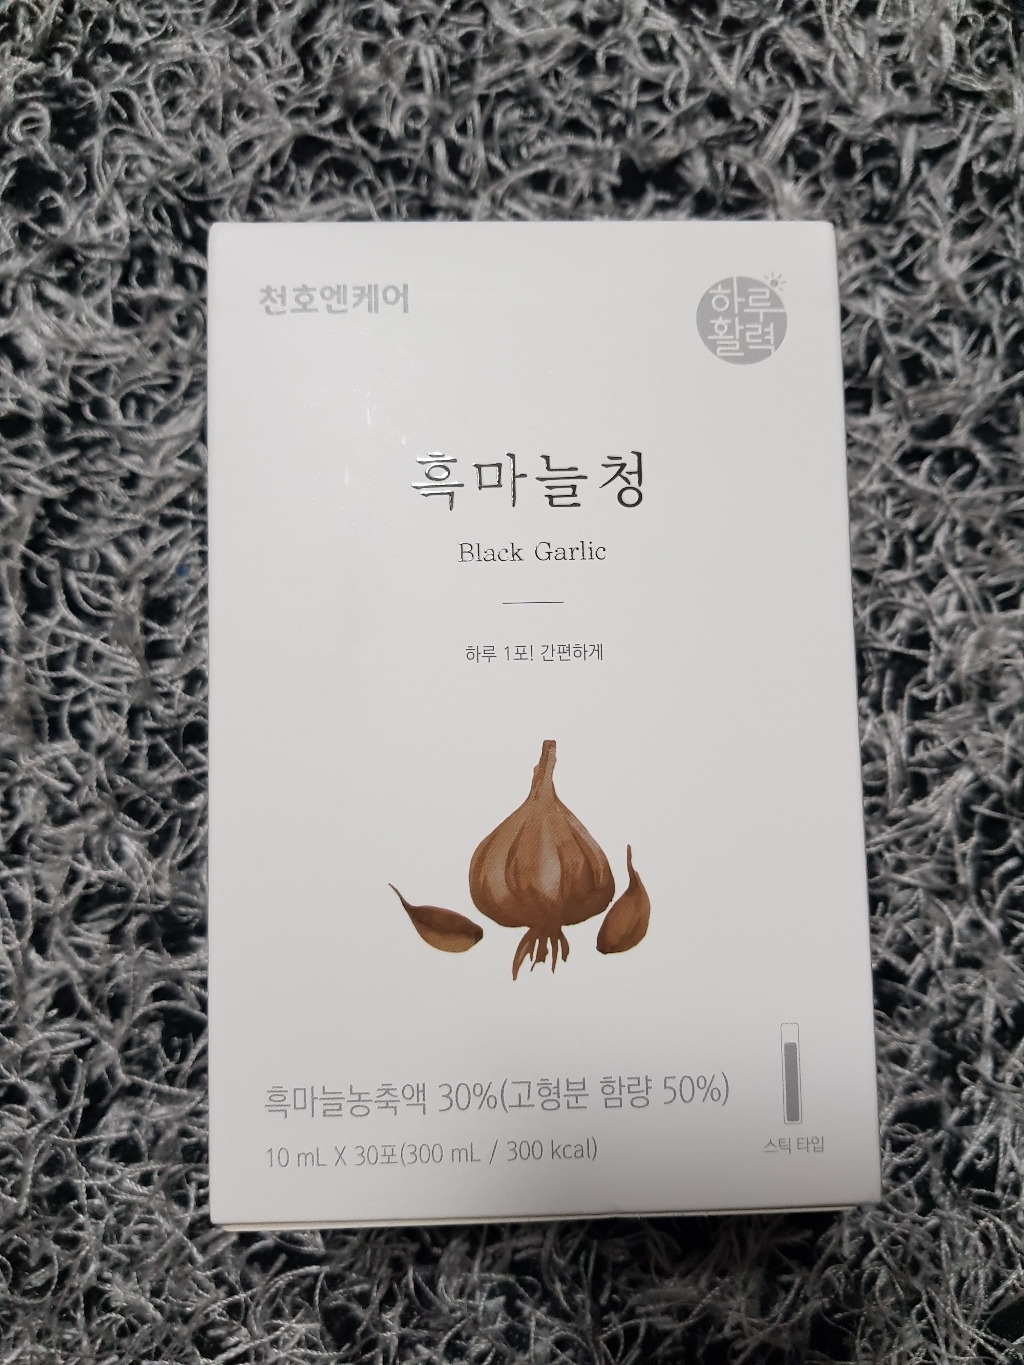 천호엔케어
하루
활력
흑마늘청
Black Garlic
하루 1포! 간편하게
흑마늘농축액 30%(고형분 함량 50%)
10 mL X 30포(300 mL / 300 kcal)
스틱 타입